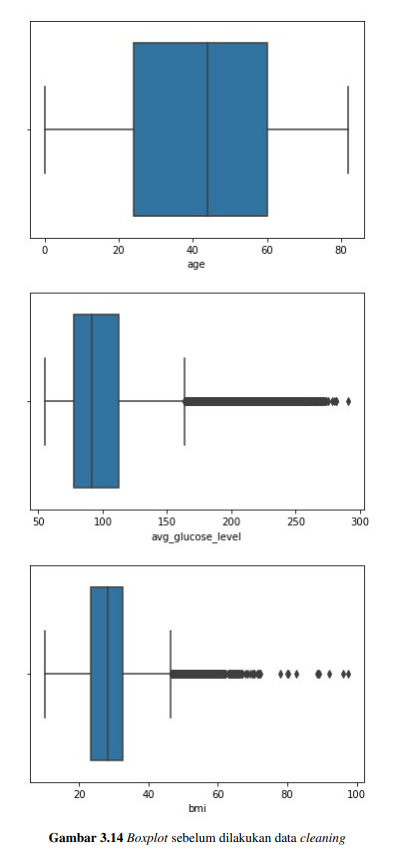 0 20 40 60 80
age
50 100 150 200 250 300
avg_glucose_level
20 40 60 80 100
bmi
Gambar 3.14 Boxplot sebelum dilakukan data cleaning